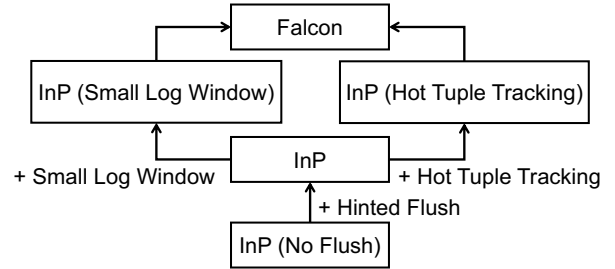 Falcon
InP (Small Log Window)
InP (Hot Tuple Tracking)
InP
+ Small Log Window
+ Hot Tuple Tracking
+ Hinted Flush
InP (No Flush)